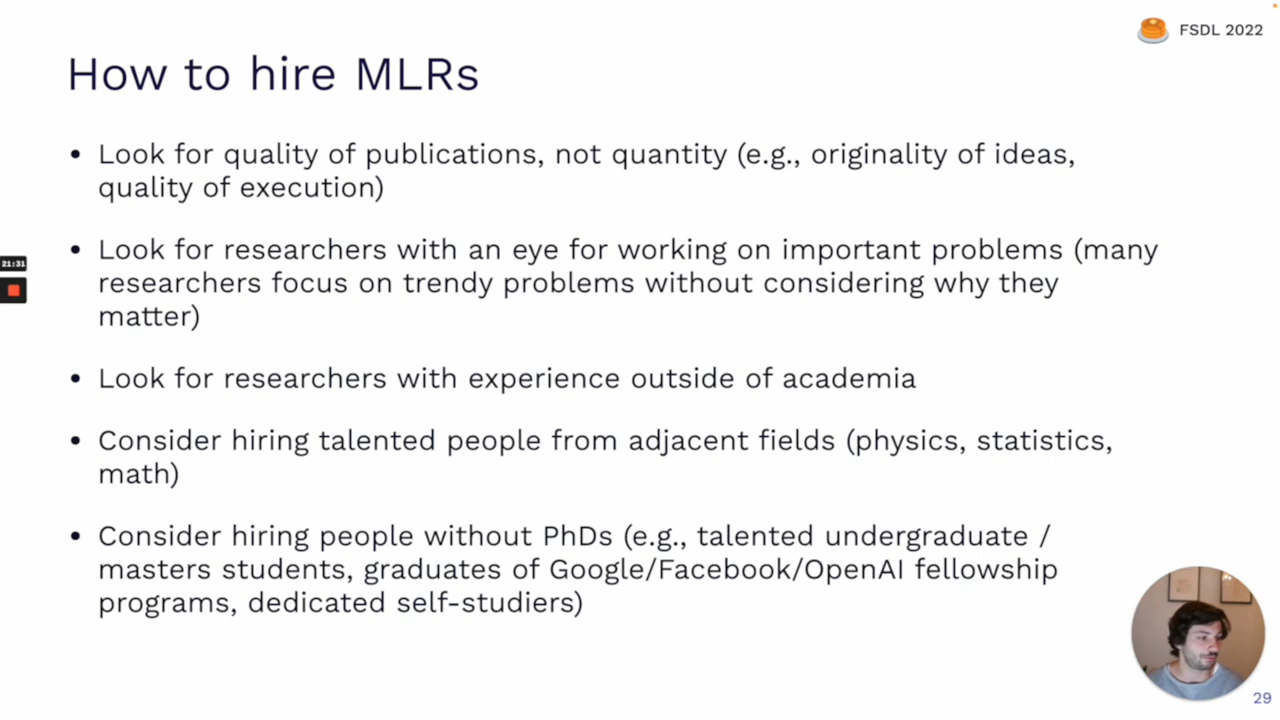 FSDL 2022
How to hire MLRs
• Look for quality of publications, not quantity (e.g., originality of ideas,
quality of execution)
• Look for researchers with an eye for working on important problems (many
researchers focus on trendy problems without considering why they
matter)
• Look for researchers with experience outside of academia
• Consider hiring talented people from adjacent fields (physics, statistics,
math)
• Consider hiring people without PhDs (e.g., talented undergraduate /
masters students, graduates of Google/Facebook/OpenAI fellowship
programs, dedicated self-studiers)
21:31
29